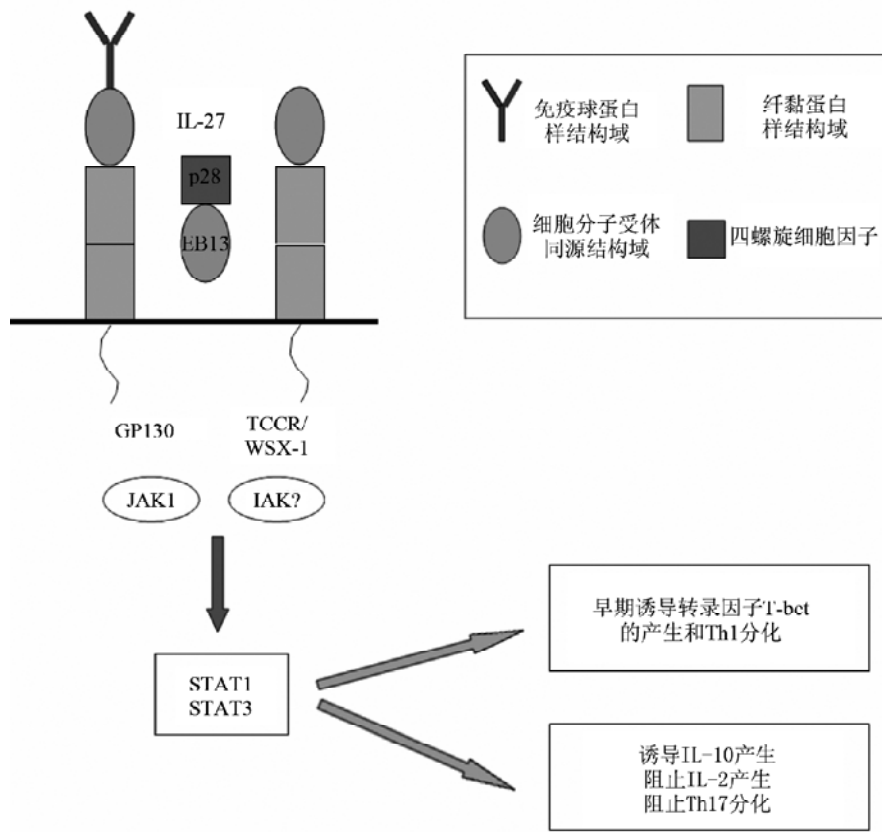 IL-27
p28
EB13
免疫球蛋白
样结构域
纤黏蛋白
样结构域
细胞分子受体
同源结构域
四螺旋细胞因子
GP130
TCCR/
WSX-1
JAK1
IAK?
STAT1
STAT3
早期诱导转录因子T-bct
的产生和Th1分化
诱导IL-10产生
阻止IL-2产生
阻止Th17分化